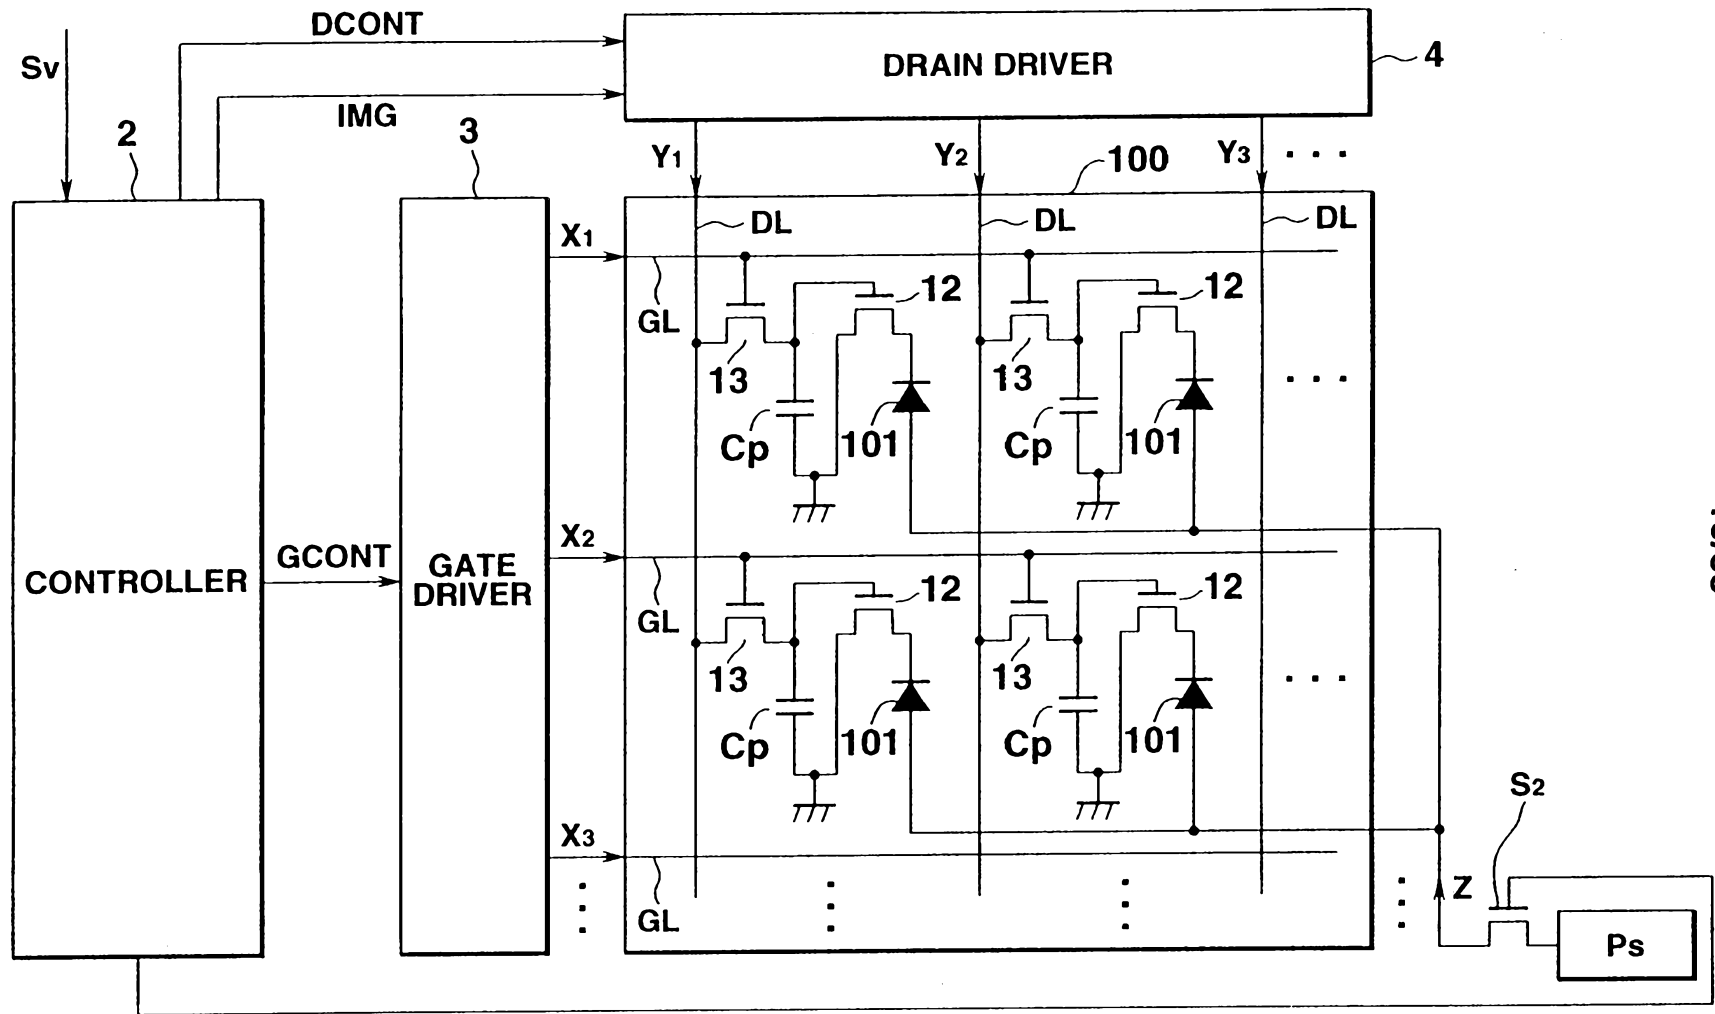 DCONT
Sv
DRAIN DRIVER
4
IMG
2
3
Y1
Y2
100
Y3
DL
DL
DL
X1
GL
12
12
13
13
Cp
101
Cp
101
X2
GCONT
CONTROLLER
GATE
DRIVER
GL
12
12
13
13
Cp
101
Cp
101
S2
X3
GL
Z
Ps